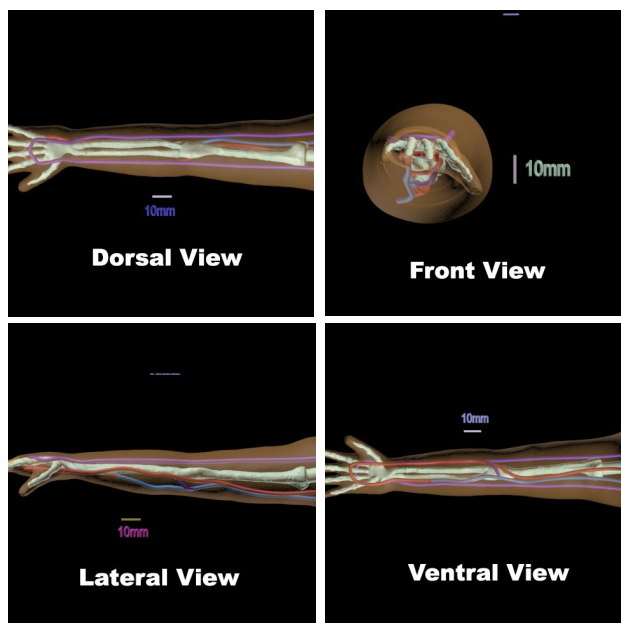 10mm
Dorsal View
10mm
Front View
10mm
Lateral View
10mm
Ventral View